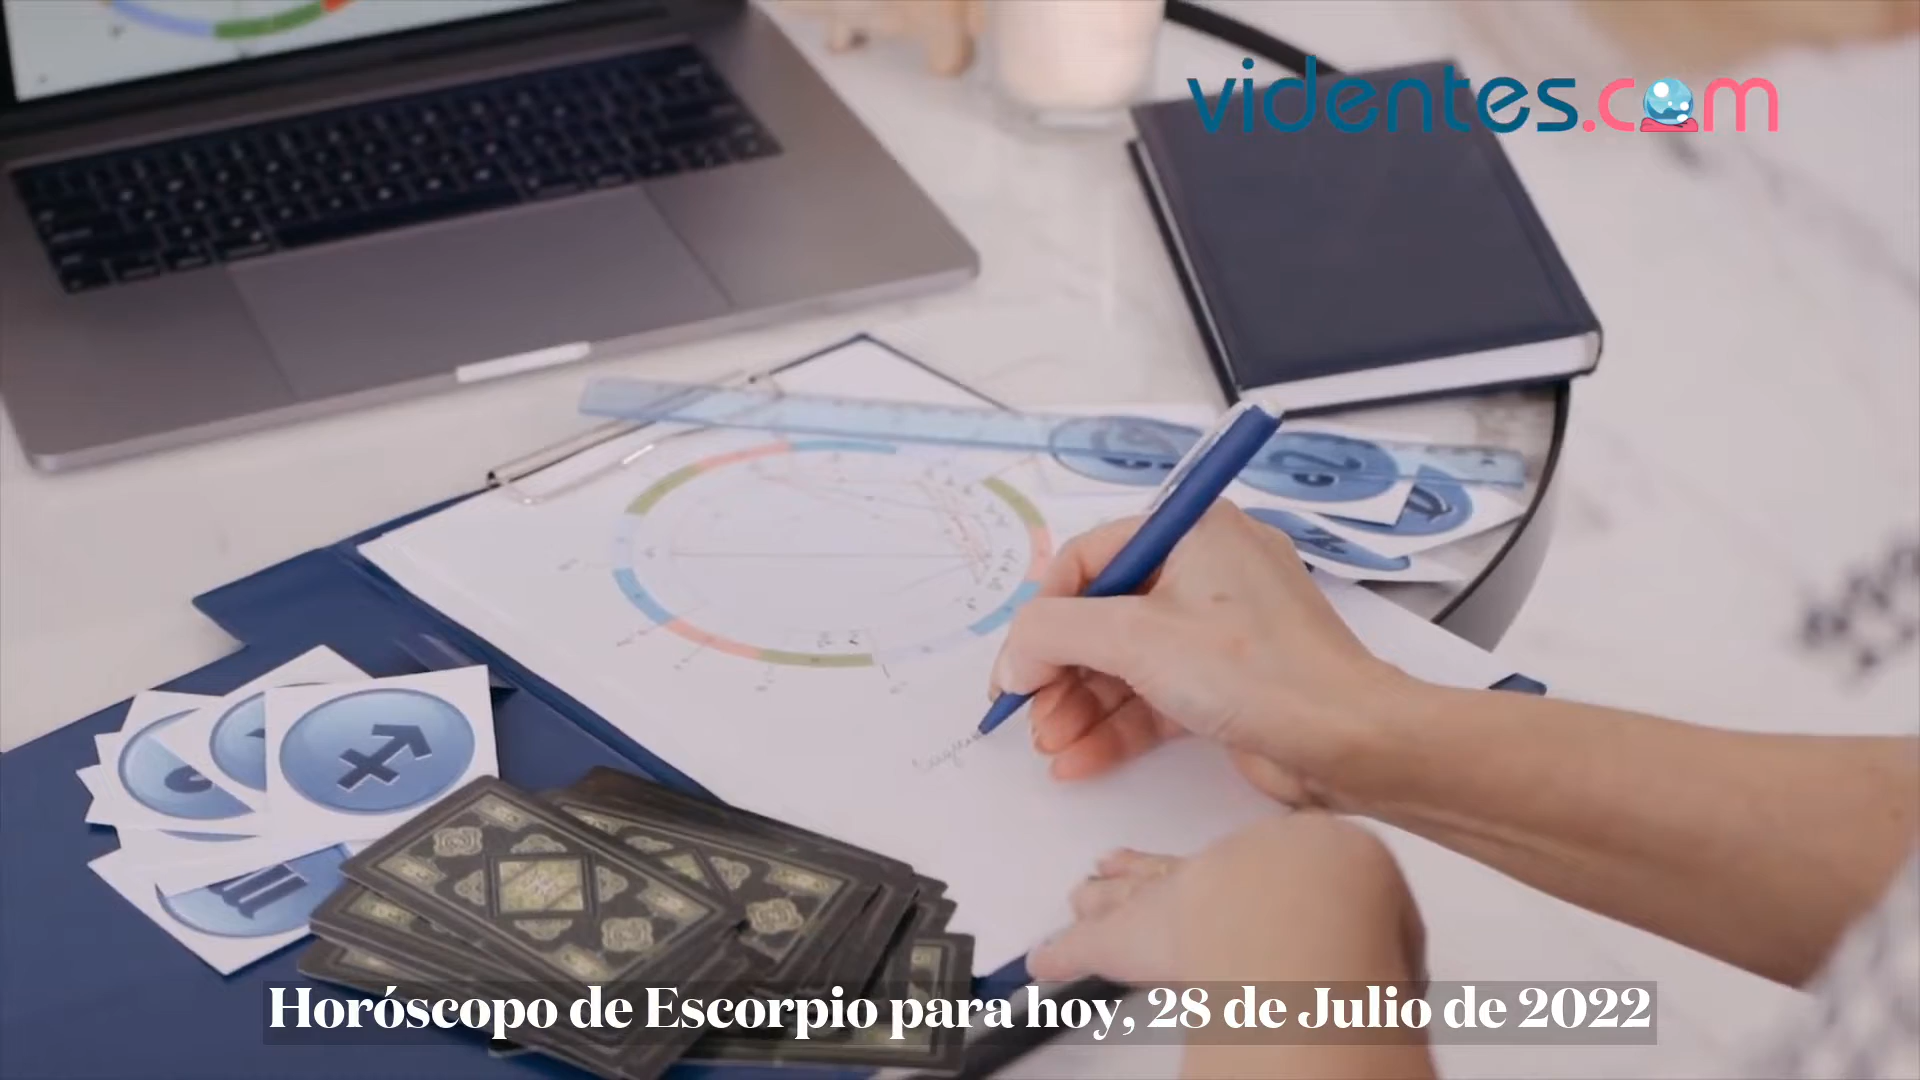 videntes.com
Horóscopo de Escorpio para hoy, 28 de Julio de 2022